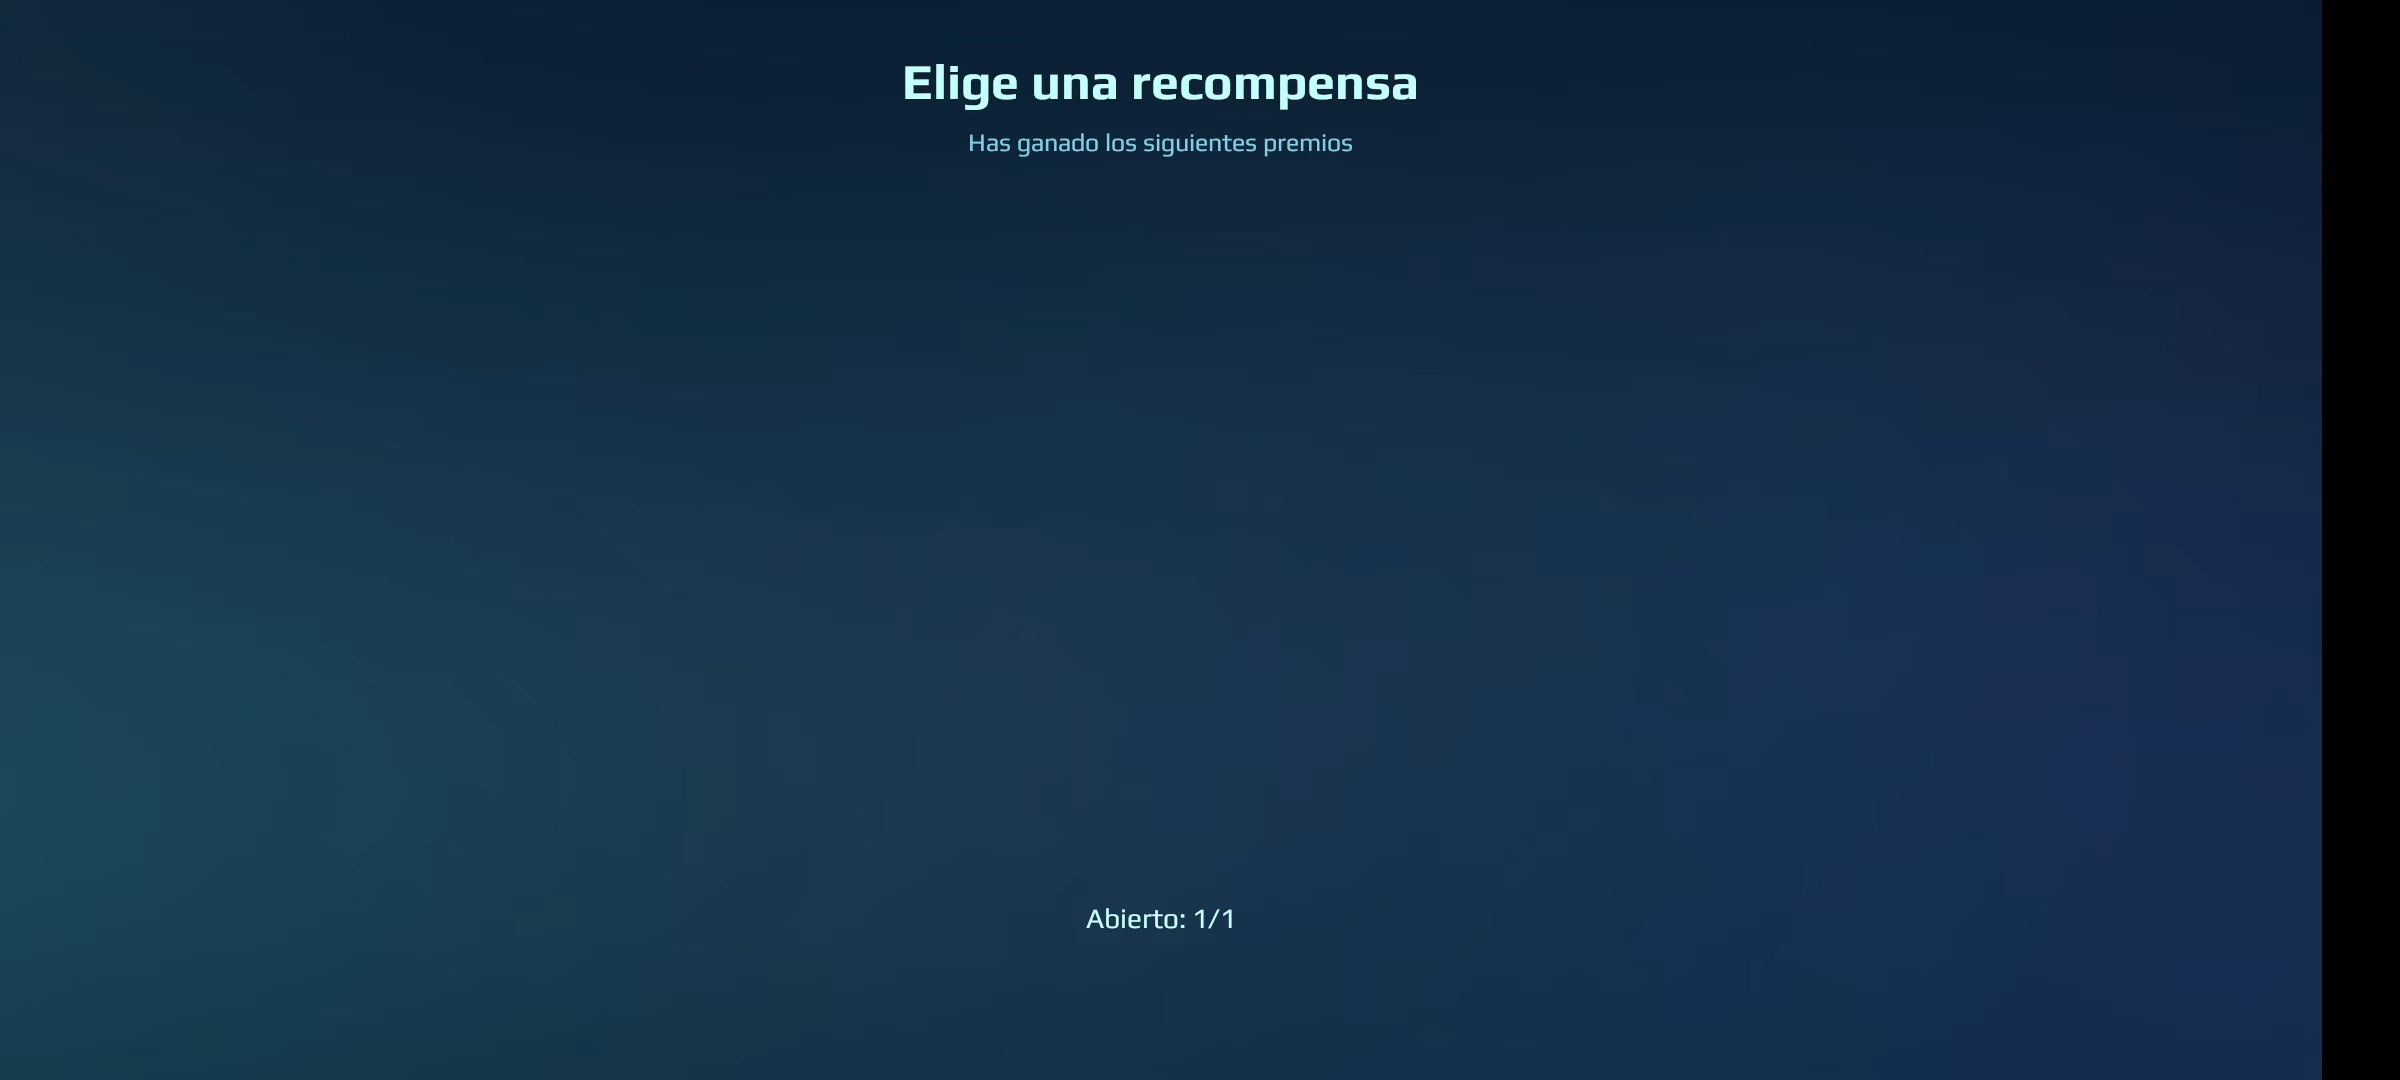 Elige una recompensa
Has ganado los siguientes premios
Abierto: 1/1